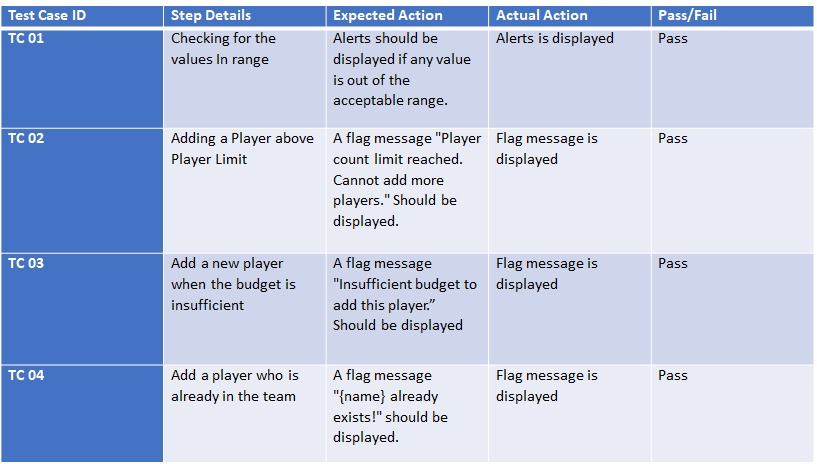 Test Case ID Step Details Expected Action Actual Action Pass/Fail
TC 01 Checking for the Alerts should be Alerts is displayed Pass
values In range displayed if any value
is out of the
acceptable range.
TC 02 Adding a Player above A flag message "Player Flag message is Pass
Player Limit count limit reached. displayed
Cannot add more
players." Should be
displayed.
TC 03 Add a new player A flag message Flag message is Pass
when the budget is "Insufficient budget to displayed
insufficient add this player.”
Should be displayed
TC 04 Add a player who is A flag message Flag message is Pass
already in the team "{name} already displayed
exists!" should be
displayed.